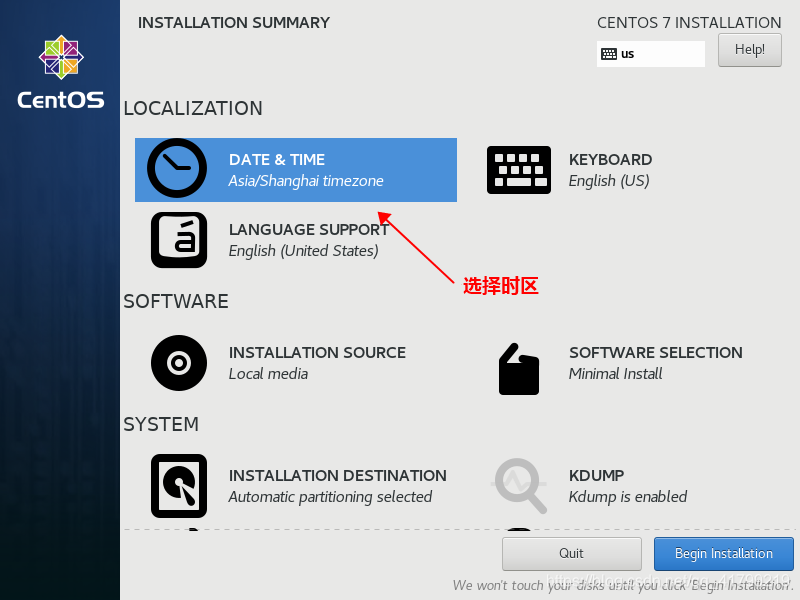 INSTALLATION SUMMARY
CENTOS 7 INSTALLATION
us
Help!
CentOS
LOCALIZATION
DATE & TIME
Asia/Shanghai timezone
KEYBOARD
English (US)
LANGUAGE SUPPORT
English (United States)
选择时区
SOFTWARE
INSTALLATION SOURCE
Local media
SOFTWARE SELECTION
Minimal Install
SYSTEM
INSTALLATION DESTINATION
Automatic partitioning selected
KDUMP
Kdump is enabled
Quit
Begin Installation
We won't touch your disks until you click 'Begin Installation'.